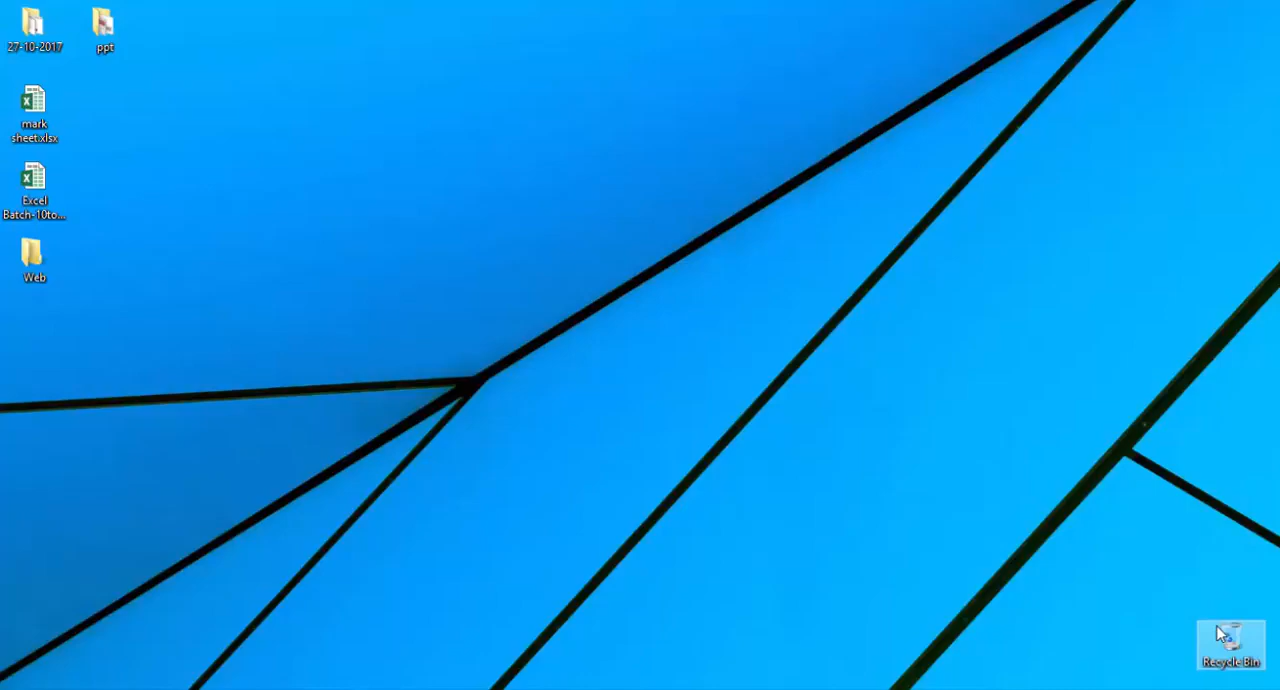 27-10-2017
ppt
mark
sheet.xlsx
Excel
Batch-10to...
Web
Recycle Bin